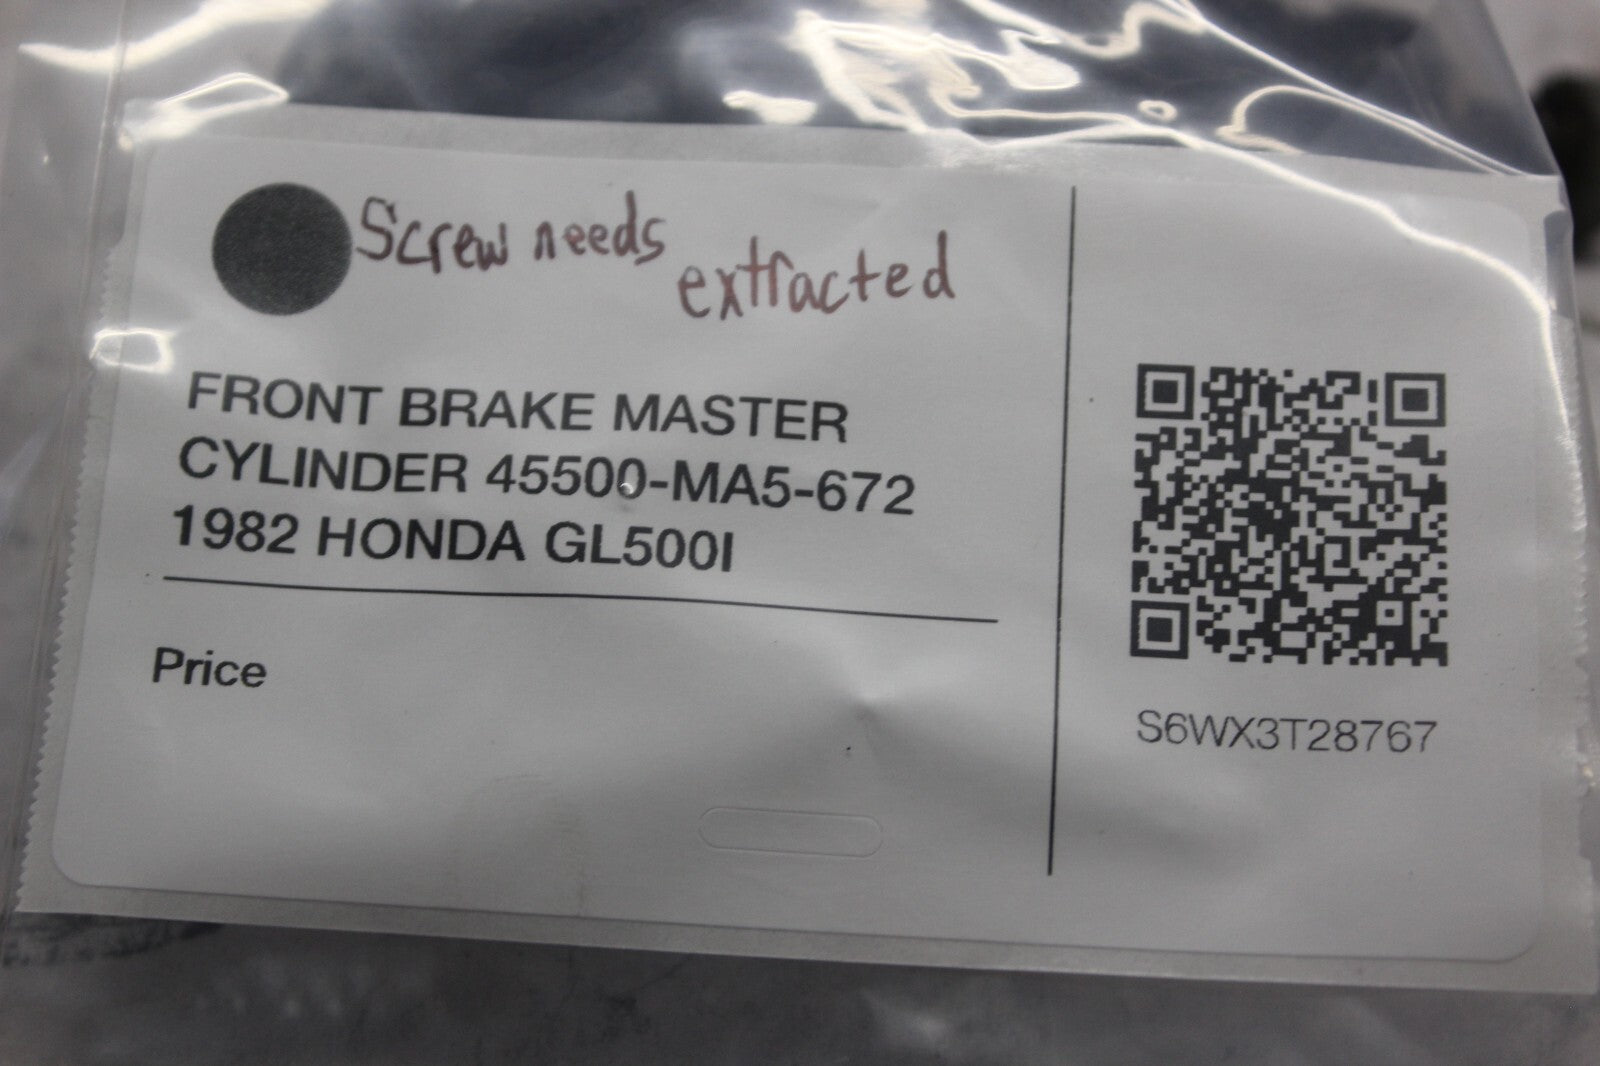 Screw needs
extracted
FRONT BRAKE MASTER
CYLINDER 45500-MA5-672
1982 HONDA GL500I
Price
S6WX3T28767